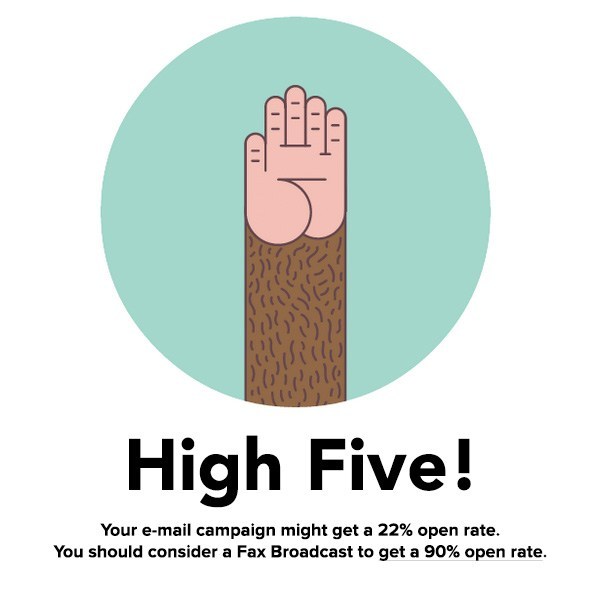 High Five!
Your e-mail campaign might get a 22% open rate.
You should consider a Fax Broadcast to get a 90% open rate.